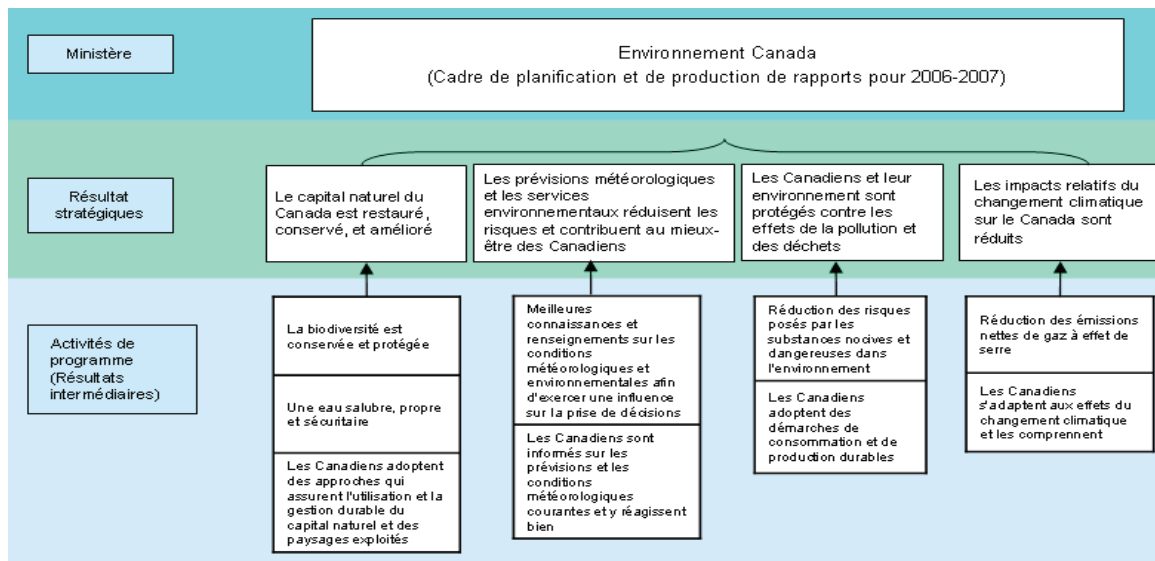 Ministère
Environnement Canada
(Cadre de planification et de production de rapports pour 2006-2007)
Résultat
stratégiques
Le capital naturel du
Canada est restauré,
conservé, et amélioré
Les prévisions météorologiques
et les services
environnementaux réduisent les
risques et contribuent au mieux-
être des Canadiens
Les Canadiens et leur
environnement sont
protégés contre les
effets de la pollution et
des déchets
Les impacts relatifs du
changement climatique
sur le Canada sont
réduits
Activités de
programme
(Résultats
intermédiaires)
La biodiversité est
conservée et protégée
Une eau salubre, propre
et sécuritaire
Les Canadiens adoptent
des approches qui
assurent l'utilisation et la
gestion durable du
capital naturel et des
paysages exploités
Meilleures
connaissances et
renseignements sur les
conditions
météorologiques et
environnementales afin
d'exercer une influence
sur la prise de décisions
Les Canadiens sont
informés sur les
prévisions et les
conditions
météorologiques
courantes et y réagissent
bien
Réduction des risques
posés par les
substances nocives et
dangereuses dans
l'environnement
Les Canadiens
adoptent des
démarches de
consommation et de
production durables
Réduction des émissions
nettes de gaz à effet de
serre
Les Canadiens
s'adaptent aux effets du
changement climatique
et les comprennent